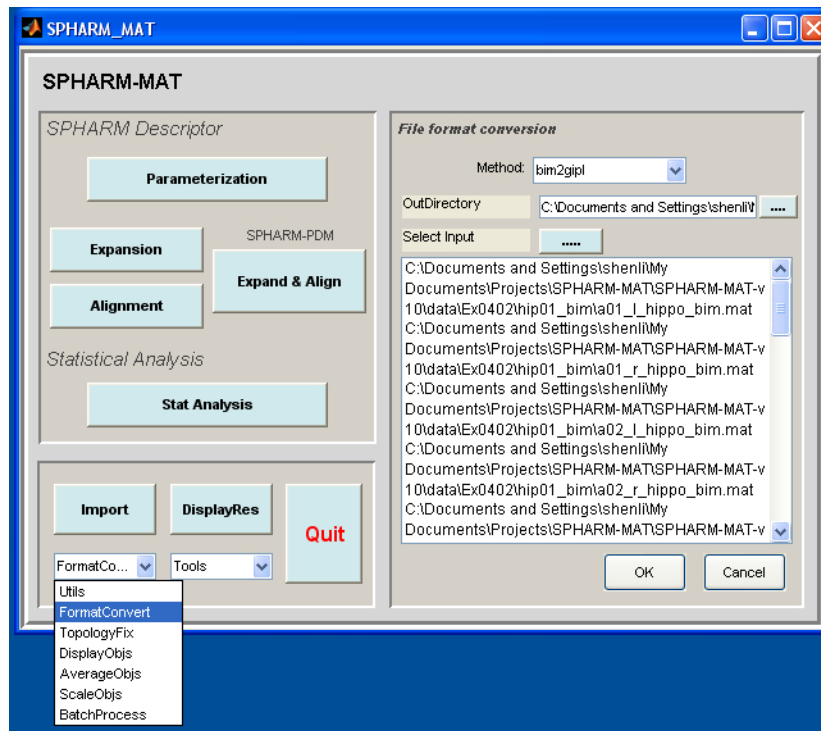 SPHARM_MAT
SPHARM-MAT
SPHARM Descriptor
Parameterization
Expansion
SPHARM-PDM
Expand & Align
Alignment
Statistical Analysis
Stat Analysis
Import
DisplayRes
Quit
FormatCo...
Tools
Utils
FormatConvert
TopologyFix
DisplayObjs
AverageObjs
ScaleObjs
BatchProcess
File format conversion
Method:
bim2gipl
OutDirectory
C:\Documents and Settings\shenli\
....
Select Input
.....
C:\Documents and Settings\shenli\My
Documents\Projects\SPHARM-MAT\SPHARM-MAT-v
10\data\Ex0402\hip01_bim\a01_l_hippo_bim.mat
C:\Documents and Settings\shenli\My
Documents\Projects\SPHARM-MAT\SPHARM-MAT-v
10\data\Ex0402\hip01_bim\a01_r_hippo_bim.mat
C:\Documents and Settings\shenli\My
Documents\Projects\SPHARM-MAT\SPHARM-MAT-v
10\data\Ex0402\hip01_bim\a02_l_hippo_bim.mat
C:\Documents and Settings\shenli\My
Documents\Projects\SPHARM-MAT\SPHARM-MAT-v
10\data\Ex0402\hip01_bim\a02_r_hippo_bim.mat
C:\Documents and Settings\shenli\My
Documents\Projects\SPHARM-MAT\SPHARM-MAT-v
OK
Cancel